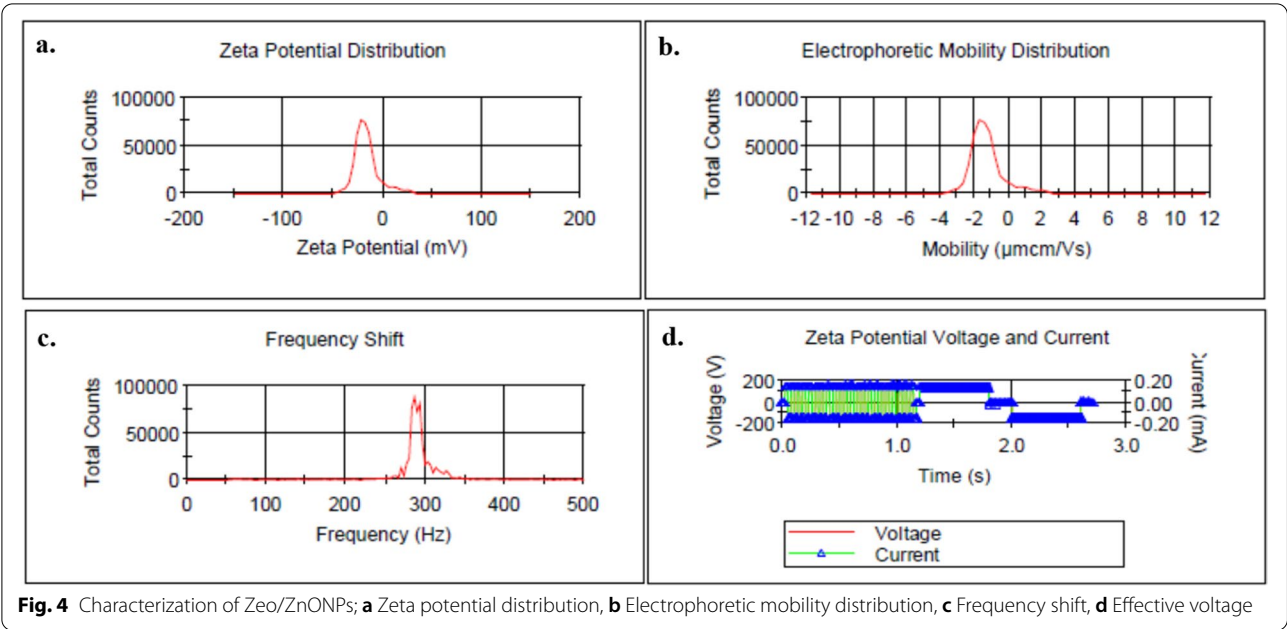 a.
Zeta Potential Distribution
Total Counts
100000
50000
0
-200 -100 0 100 200
Zeta Potential (mV)
b.
Electrophoretic Mobility Distribution
Total Counts
100000
50000
0
-12 -10 -8 -6 -4 -2 0 2 4 6 8 10 12
Mobility (µmcm/Vs)
c.
Frequency Shift
Total Counts
100000
50000
0
0 100 200 300 400 500
Frequency (Hz)
d.
Zeta Potential Voltage and Current
Voltage (V)
200
0
-200
0.20
0.00
-0.20
(mA)
0.0 1.0 2.0 3.0
Time (s)
Voltage
Current
Fig. 4 Characterization of Zeo/ZnONPs; a Zeta potential distribution, b Electrophoretic mobility distribution, c Frequency shift, d Effective voltage